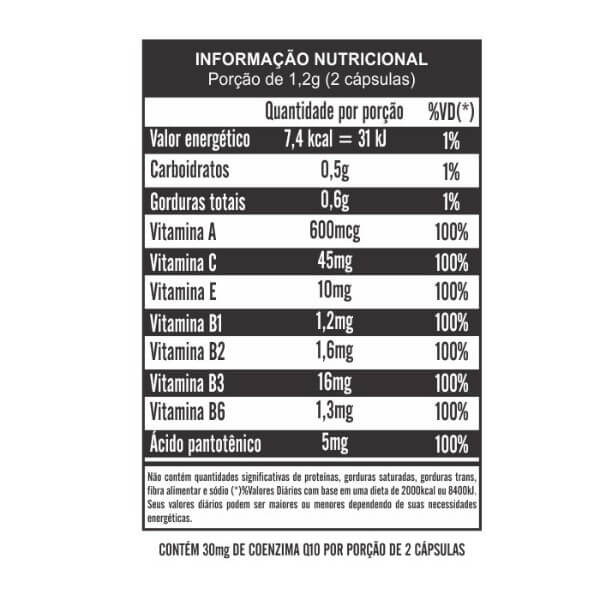 INFORMAÇÃO NUTRICIONAL
Porção de 1,2g (2 cápsulas)
Quantidade por porção %VD(*)
Valor energético 7,4 kcal = 31 kJ 1%
Carboidratos 0,5g 1%
Gorduras totais 0,6g 1%
Vitamina A 600mcg 100%
Vitamina C 45mg 100%
Vitamina E 10mg 100%
Vitamina B1 1,2mg 100%
Vitamina B2 1,6mg 100%
Vitamina B3 16mg 100%
Vitamina B6 1,3mg 100%
Ácido pantotênico 5mg 100%
Não contém quantidades significativas de proteínas, gorduras saturadas, gorduras trans,
fibra alimentar e sódio (*)%Valores Diários com base em uma dieta de 2000kcal ou 8400kJ.
Seus valores diários podem ser maiores ou menores dependendo de suas necessidades
energéticas.
CONTÉM 30mg DE COENZIMA Q10 POR PORÇÃO DE 2 CÁPSULAS